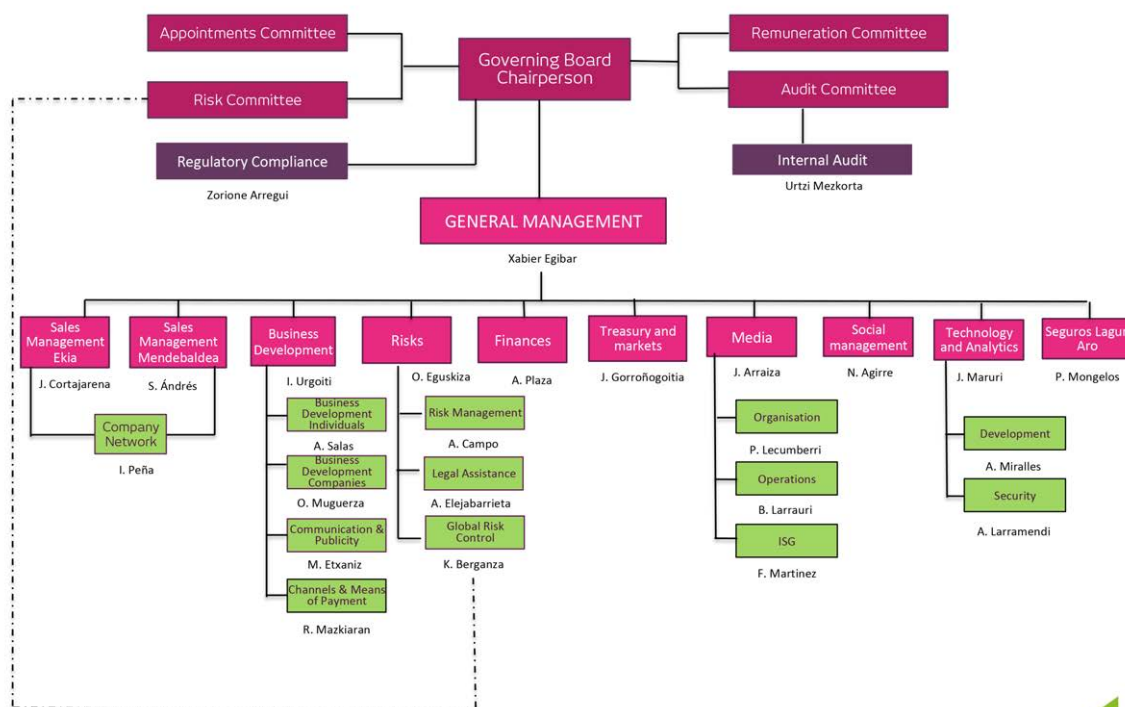 Appointments Committee
Remuneration Committee
Governing Board
Chairperson
Risk Committee
Audit Committee
Regulatory Compliance
Internal Audit
Zorione Arregui
Urtzi Mezkorta
GENERAL MANAGEMENT
Xabier Egibar
Sales
Management
Ekia
J. Cortajarena
Sales
Management
Mendebaldea
S. Ándrés
Company
Network
I. Peña
Business
Development
I. Urgoiti
Business
Development
Individuals
A. Salas
Business
Development
Companies
O. Muguerza
Communication &
Publicity
M. Etxaniz
Channels & Means
of Payment
R. Mazkiaran
Risks
O. Eguskiza
Risk Management
A. Campo
Legal Assistance
A. Elejabarrieta
Global Risk
Control
K. Berganza
Finances
A. Plaza
Treasury and
markets
J. Gorroñogoitia
Media
J. Arraiza
Organisation
P. Lecumberri
Operations
B. Larrauri
ISG
F. Martinez
Social
management
N. Agirre
Technology
and Analytics
J. Maruri
Development
A. Miralles
Security
A. Larramendi
Seguros Lagun
Aro
P. Mongelos